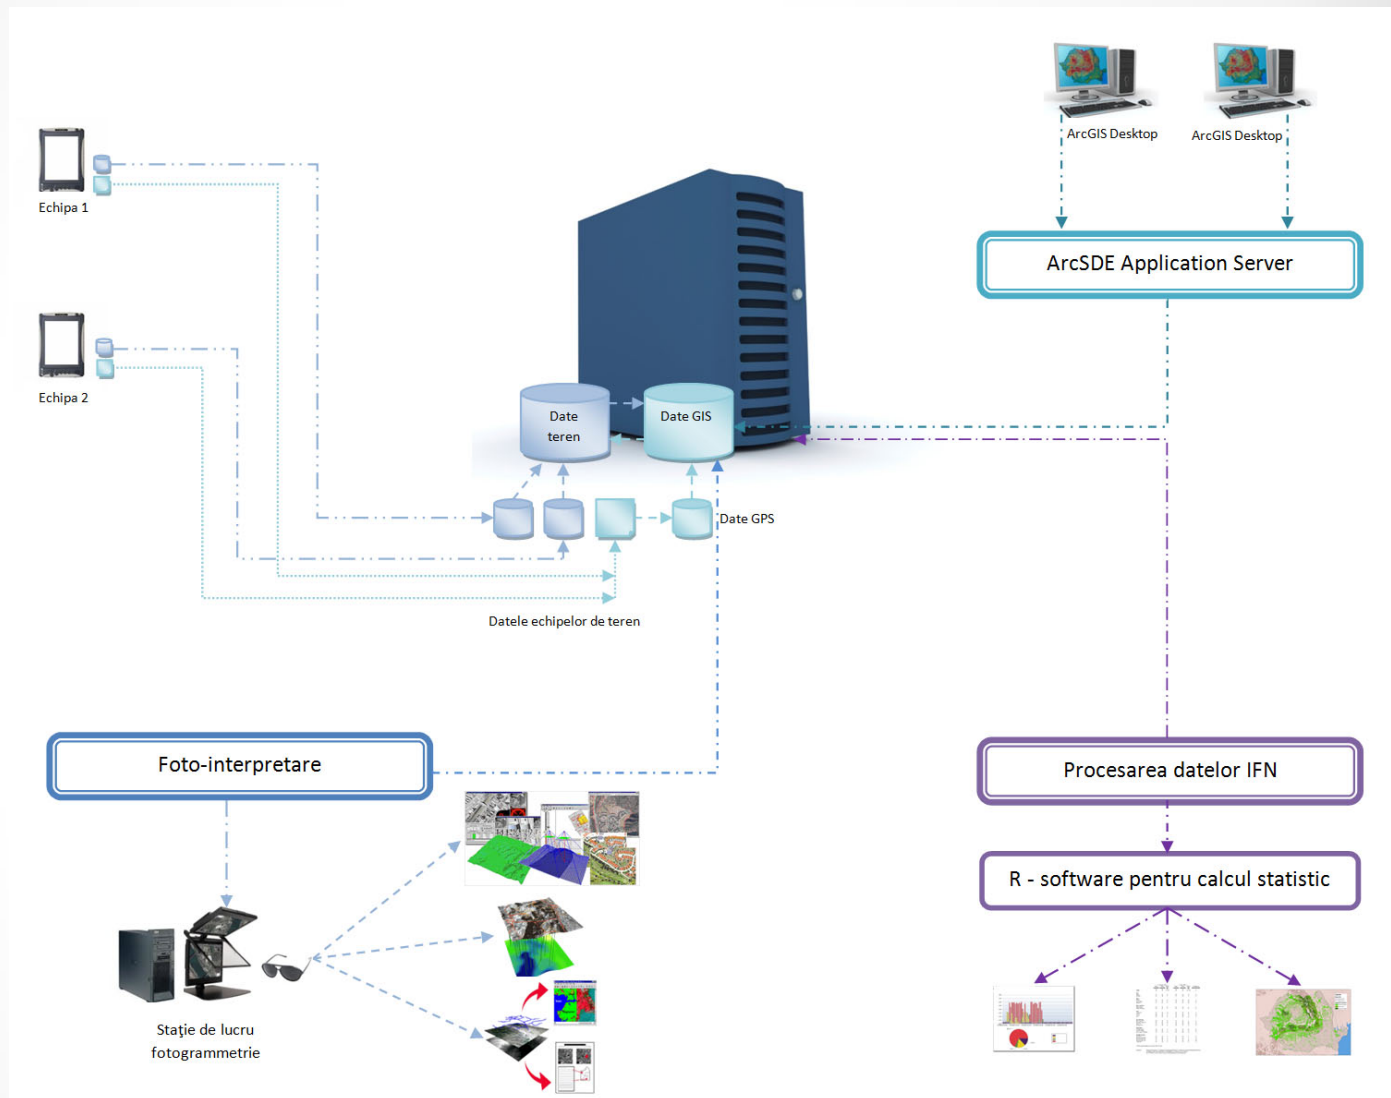 ArcGIS Desktop
ArcGIS Desktop
Echipa 1
ArcSDE Application Server
Echipa 2
Date
teren
Date GIS
Date GPS
Datele echipelor de teren
Foto-interpretare
Procesarea datelor IFN
R - software pentru calcul statistic
Stație de lucru
fotogrammetrie